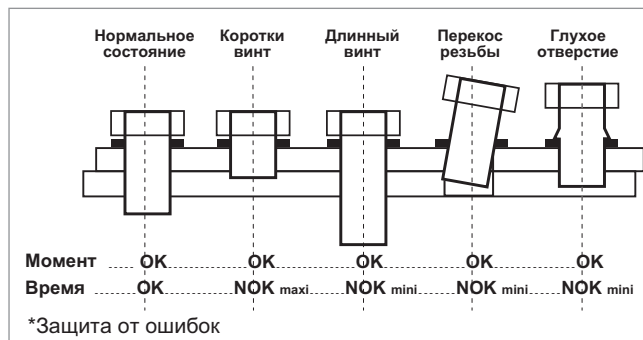 Нормальное Коротки Длинный Перекос Глухое
состояние винт винт резьбы отверстие
Момент OK OK OK OK OK
Время OK NOK maxi NOK mini NOK mini NOK mini
*Защита от ошибок